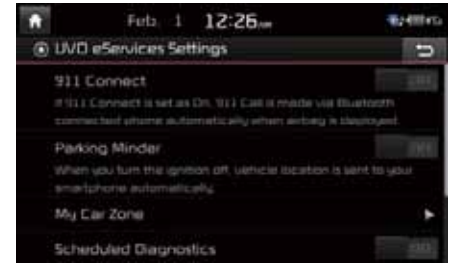 Feb. 1 12:26
UVO eServices Settings
911 Connect
If 911 Connect is set as On, 911 Call is made via Bluetooth
connected phone automatically when airbag is deployed.
Parking Minder
When you turn the ignition off, vehicle location is sent to your
smartphone automatically.
My Car Zone
Scheduled Diagnostics